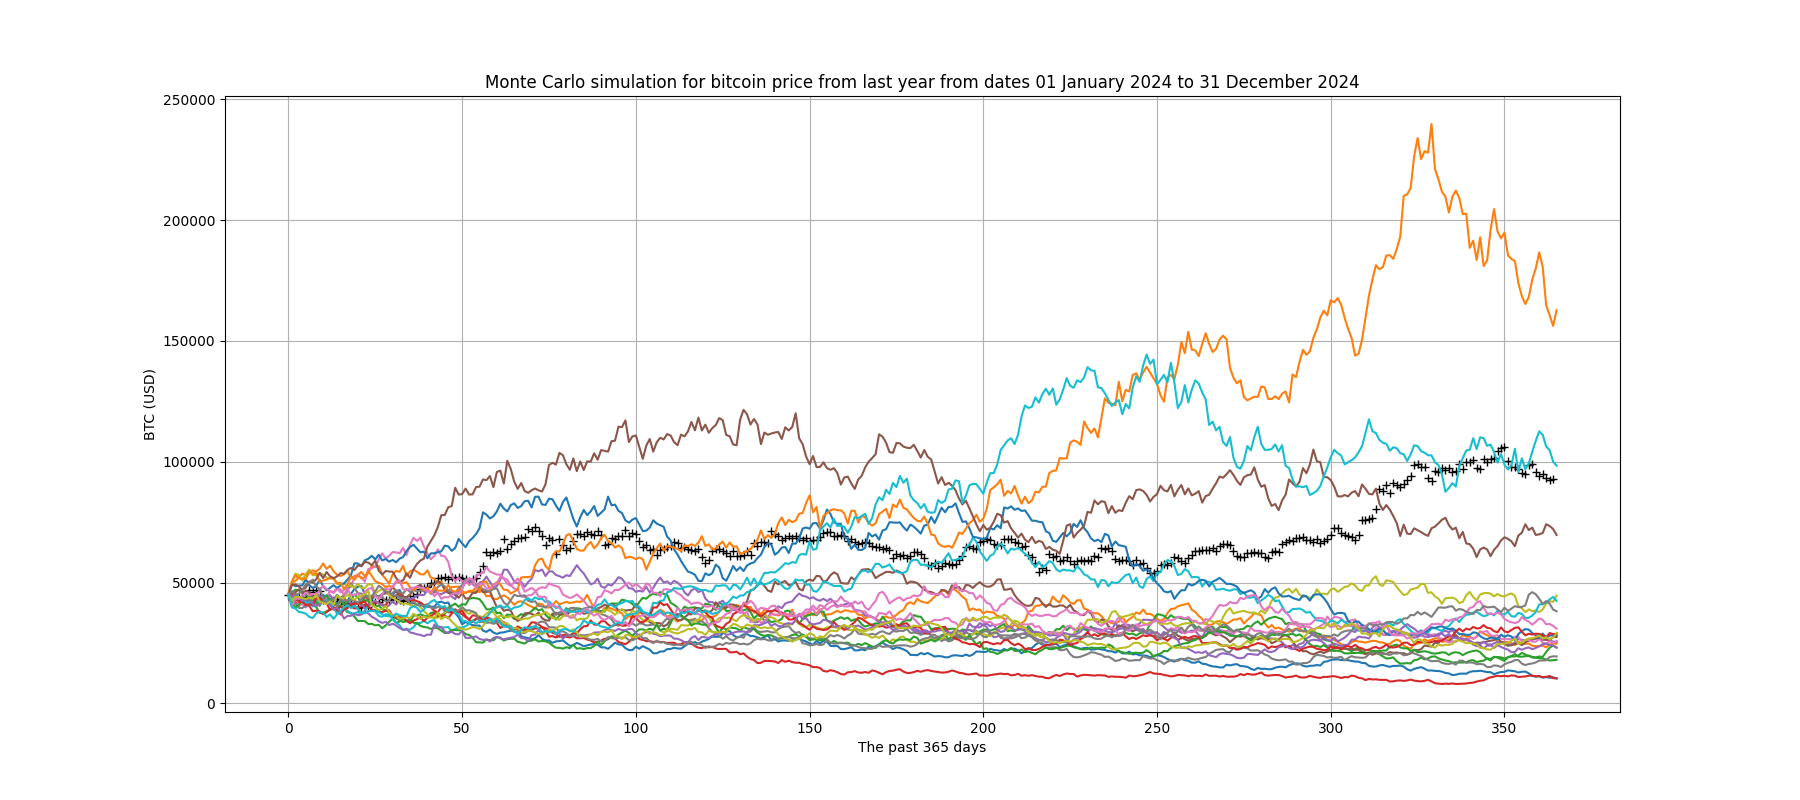 Monte Carlo simulation for bitcoin price from last year from dates 01 January 2024 to 31 December 2024
250000
200000
150000
100000
50000
0
BTC (USD)
0 50 100 150 200 250 300 350
The past 365 days